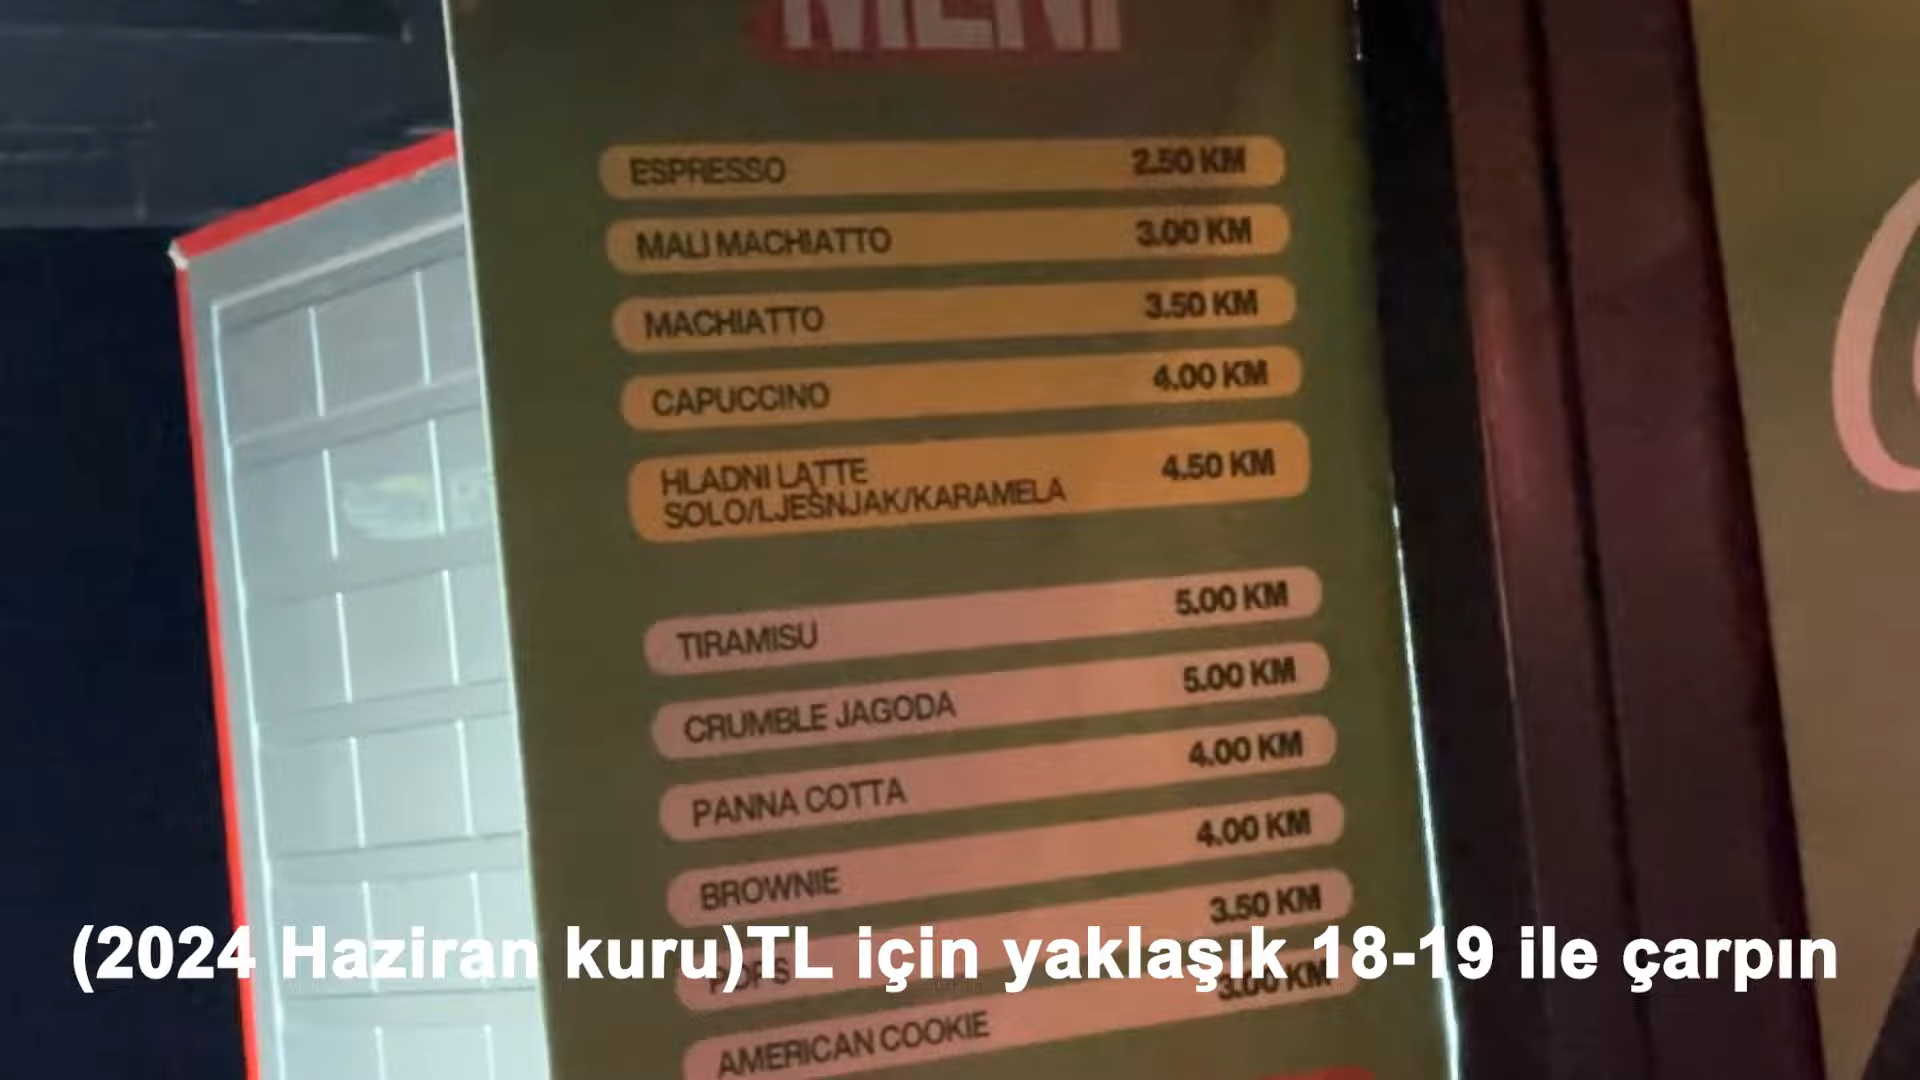 MENI
ESPRESSO 2.50 KM
MALI MACHIATTO 3.00 KM
MACHIATTO 3.50 KM
CAPUCCINO 4.00 KM
HLADNI LATTE 4.50 KM
SOLO/LJEŠNJAK/KARAMELA
TIRAMISU 5.00 KM
CRUMBLE JAGODA 5.00 KM
PANNA COTTA 4.00 KM
BROWNIE 4.00 KM
POPS 3.50 KM
AMERICAN COOKIE 3.00 KM
(2024 Haziran kuru)TL için yaklaşık 18-19 ile çarpın